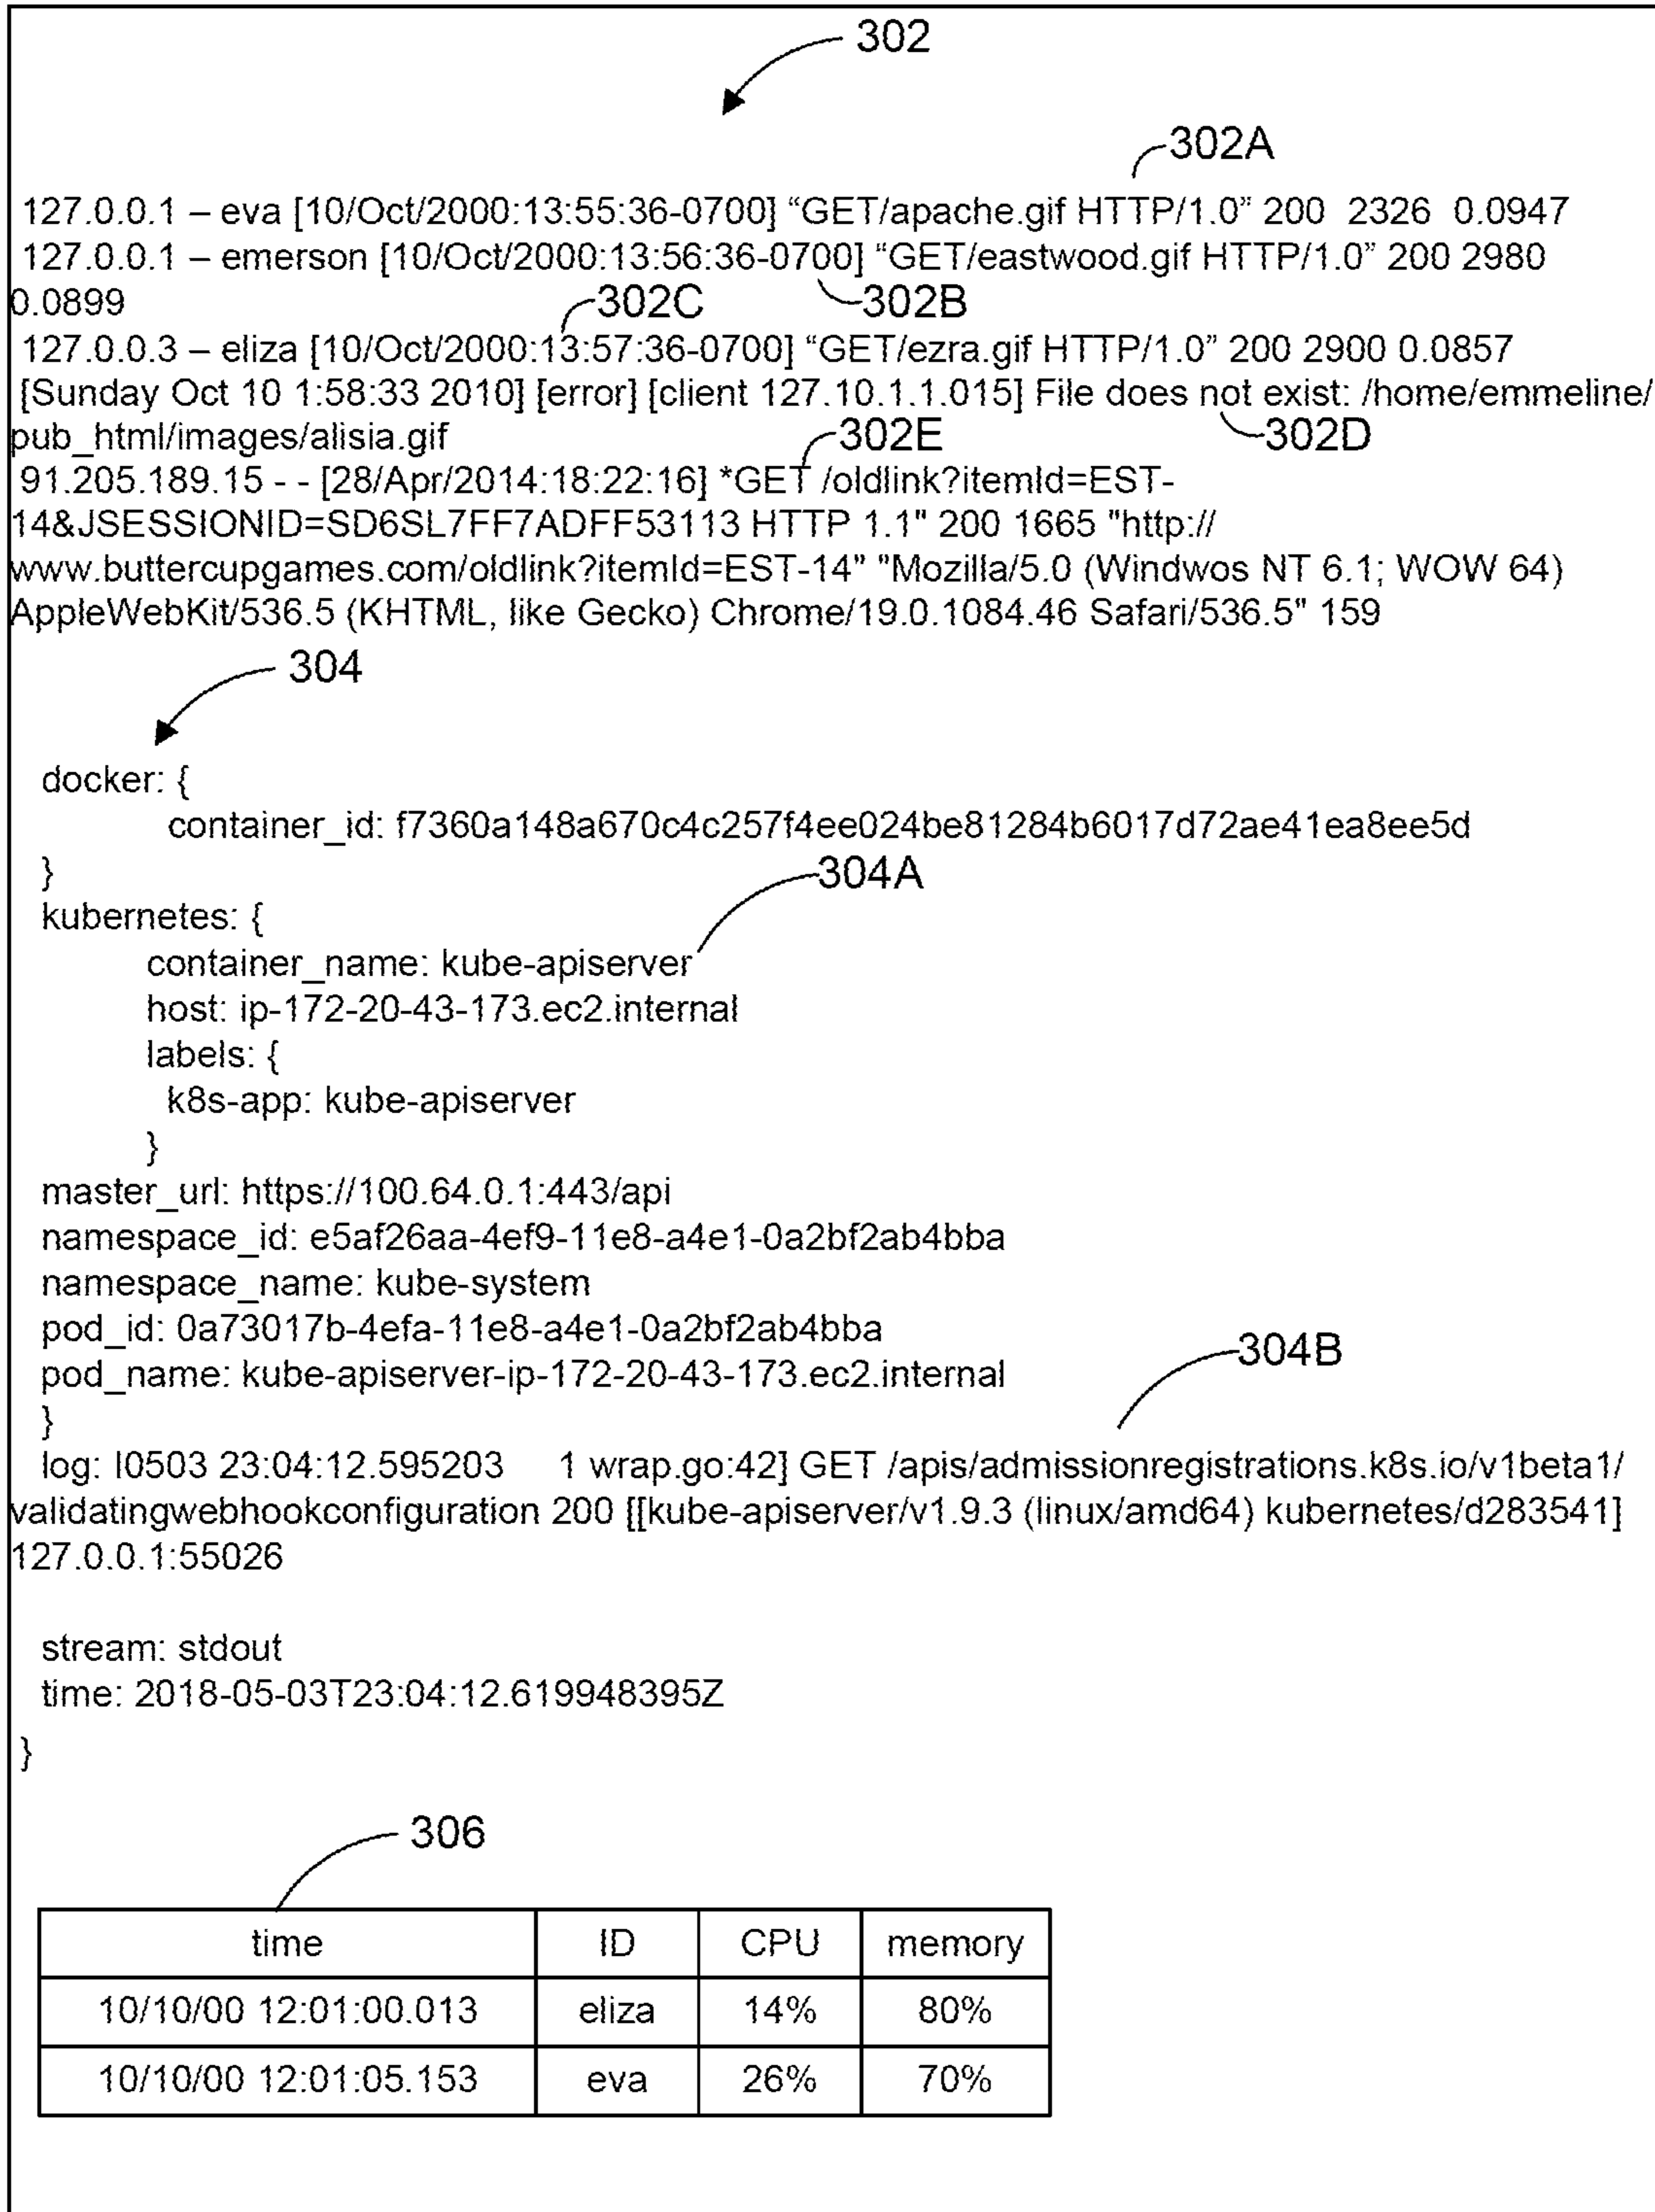 302
302A
127.0.0.1 – eva [10/Oct/2000:13:55:36-0700] “GET/apache.gif HTTP/1.0” 200  2326  0.0947
127.0.0.1 – emerson [10/Oct/2000:13:56:36-0700] “GET/eastwood.gif HTTP/1.0” 200 2980
0.0899
302C
302B
127.0.0.3 – eliza [10/Oct/2000:13:57:36-0700] “GET/ezra.gif HTTP/1.0” 200 2900 0.0857
[Sunday Oct 10 1:58:33 2010] [error] [client 127.10.1.1.015] File does not exist: /home/emmeline/
pub_html/images/alisia.gif
302E
302D
91.205.189.15 - - [28/Apr/2014:18:22:16] *GET /oldlink?itemId=EST-
14&JSESSIONID=SD6SL7FF7ADFF53113 HTTP 1.1" 200 1665 "http://
www.buttercupgames.com/oldlink?itemId=EST-14" "Mozilla/5.0 (Windwos NT 6.1; WOW 64)
AppleWebKit/536.5 (KHTML, like Gecko) Chrome/19.0.1084.46 Safari/536.5" 159
304
docker: {
container_id: f7360a148a670c4c257f4ee024be81284b6017d72ae41ea8ee5d
}
304A
kubernetes: {
container_name: kube-apiserver
host: ip-172-20-43-173.ec2.internal
labels: {
k8s-app: kube-apiserver
}
master_url: https://100.64.0.1:443/api
namespace_id: e5af26aa-4ef9-11e8-a4e1-0a2bf2ab4bba
namespace_name: kube-system
pod_id: 0a73017b-4efa-11e8-a4e1-0a2bf2ab4bba
304B
pod_name: kube-apiserver-ip-172-20-43-173.ec2.internal
}
log: I0503 23:04:12.595203     1 wrap.go:42] GET /apis/admissionregistrations.k8s.io/v1beta1/
validatingwebhookconfiguration 200 [[kube-apiserver/v1.9.3 (linux/amd64) kubernetes/d283541]
127.0.0.1:55026
stream: stdout
time: 2018-05-03T23:04:12.619948395Z
}
306
time ID CPU memory
10/10/00 12:01:00.013 eliza 14% 80%
10/10/00 12:01:05.153 eva 26% 70%